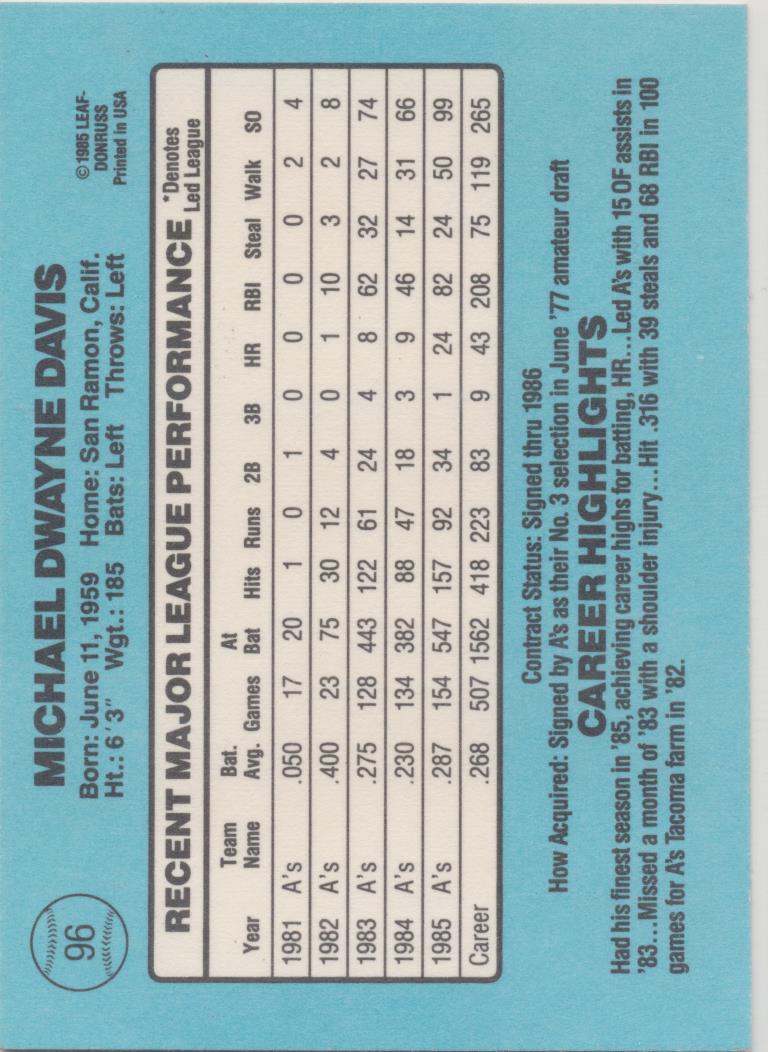 96
MICHAEL DWAYNE DAVIS
Born: June 11, 1959 Home: San Ramon, Calif.
Ht.: 6'3" Wgt.: 185 Bats: Left Throws: Left
©1985 LEAF-
DONRUSS
Printed in USA
RECENT MAJOR LEAGUE PERFORMANCE
*Denotes
Led League
Year Team Name Bat. Avg. Games At Bat Hits Runs 2B 3B HR RBI Steal Walk SO
1981 A's .050 17 20 1 0 1 0 0 0 0 2 4
1982 A's .400 23 75 30 12 4 0 1 10 3 2 8
1983 A's .275 128 443 122 61 24 4 8 62 32 27 74
1984 A's .230 134 382 88 47 18 3 9 46 14 31 66
1985 A's .287 154 547 157 92 34 1 24 82 24 50 99
Career .268 507 1562 418 223 83 9 43 208 75 119 265
Contract Status: Signed thru 1986
How Acquired: Signed by A's as their No. 3 selection in June '77 amateur draft
CAREER HIGHLIGHTS
Had his finest season in '85, achieving career highs for batting, HR...Led A's with 15 OF assists in
'83...Missed a month of '83 with a shoulder injury...Hit .316 with 39 steals and 68 RBI in 100
games for A's Tacoma farm in '82.